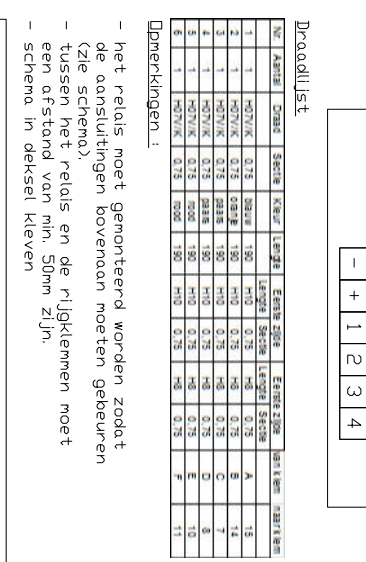 - + 1 2 3 4
Draadlijst
Nr. Aantal Draad Sectie Kleur Lengte Eerste zijde Eerste zijde van klem naar klem
Lengte Sectie Lengte Sectie
1 1 H07V/K 0,75 blauw 190 H10 0,75 H8 0,75 A 15
2 1 H07V/K 0,75 oranje 190 H10 0,75 H8 0,75 B 14
3 1 H07V/K 0,75 paars 190 H10 0,75 H8 0,75 C 7
4 1 H07V/K 0,75 paars 190 H10 0,75 H8 0,75 D 8
5 1 H07V/K 0,75 rood 190 H10 0,75 H8 0,75 E 10
6 1 H07V/K 0,75 rood 190 H10 0,75 H8 0,75 F 11
Opmerkingen :
- het relais moet gemonteerd worden zodat
de aansluitingen bovenaan moeten gebeuren
(zie schema).
- tussen het relais en de rijgklemmen moet
een afstand van min. 50mm zijn.
- schema in deksel kleven